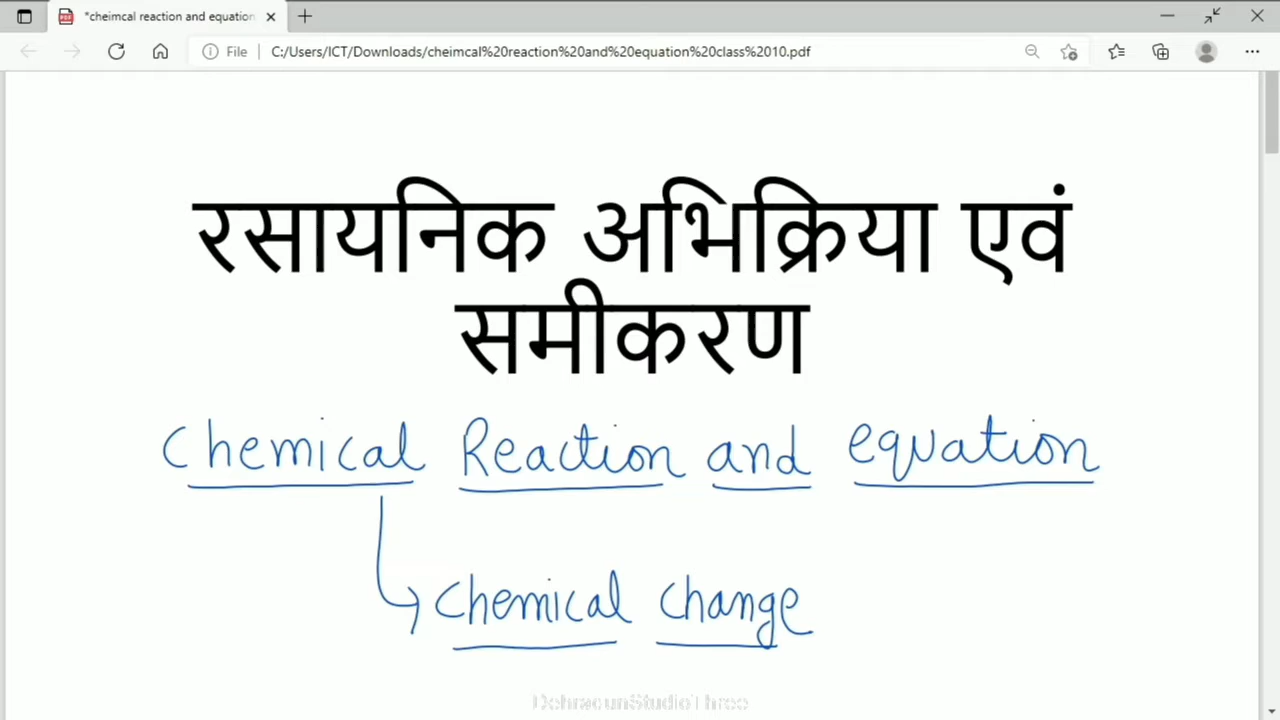 *cheimcal reaction and equation
File C:/Users/ICT/Downloads/cheimcal%20reaction%20and%20equation%20class%2010.pdf
रसायनिक अभिक्रिया एवं
समीकरण
Chemical Reaction and equation
Chemical change
DehradunStudioThree